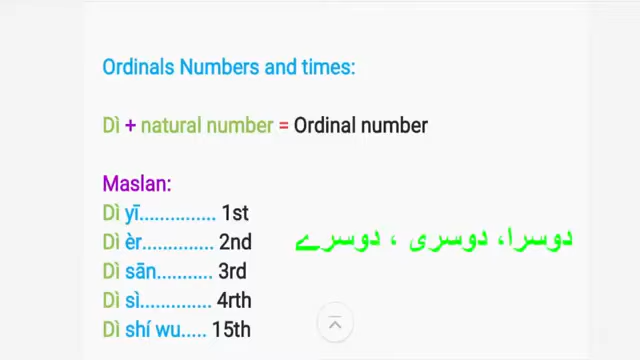 Ordinals Numbers and times:
Dì + natural number = Ordinal number
Maslan:
Dì yī............... 1st
Dì èr.............. 2nd
دوسرا، دوسری ، دوسرے
Dì sān........... 3rd
Dì sì.............. 4rth
Dì shí wu..... 15th